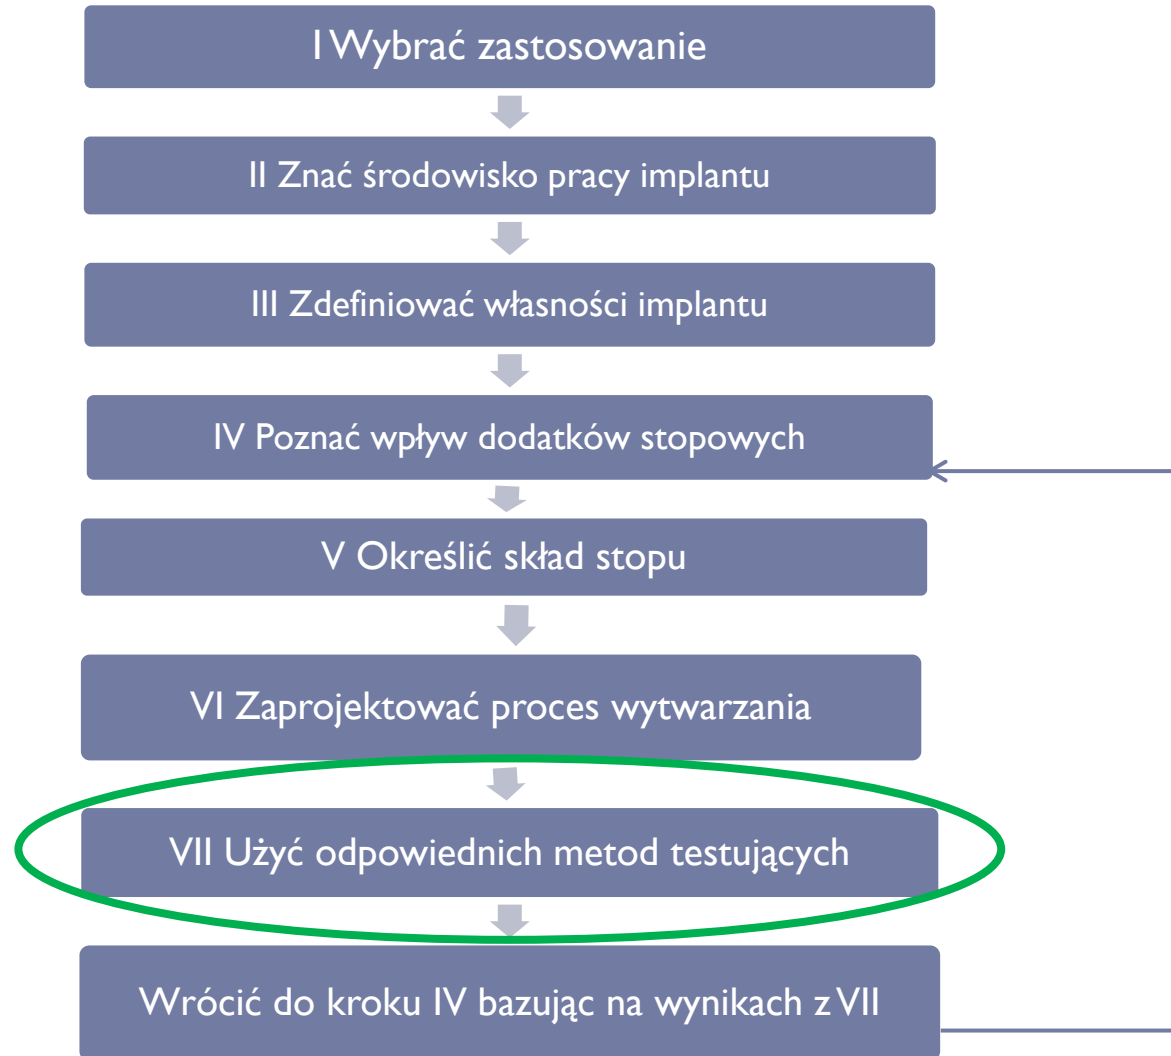 I Wybrać zastosowanie
II Znać środowisko pracy implantu
III Zdefiniować własności implantu
IV Poznać wpływ dodatków stopowych
V Określić skład stopu
VI Zaprojektować proces wytwarzania
VII Użyć odpowiednich metod testujących
Wrócić do kroku IV bazując na wynikach z VII